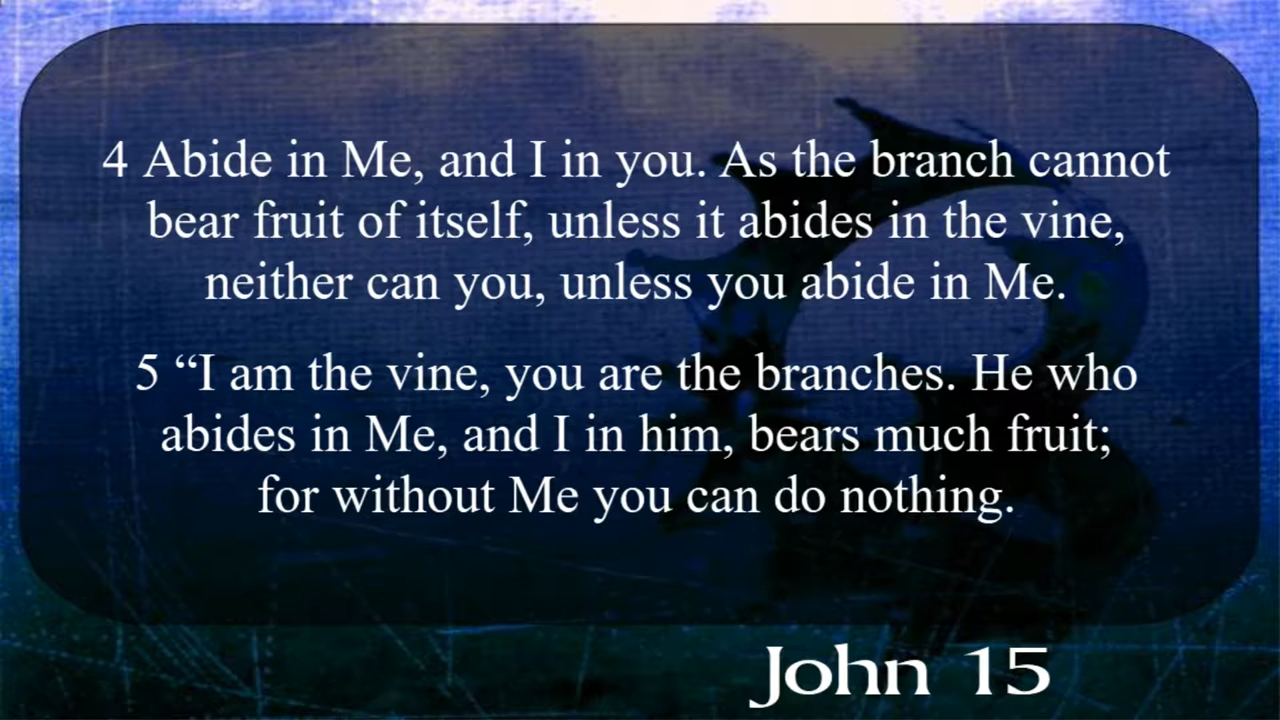 4 Abide in Me, and I in you. As the branch cannot
bear fruit of itself, unless it abides in the vine,
neither can you, unless you abide in Me.
5 “I am the vine, you are the branches. He who
abides in Me, and I in him, bears much fruit;
for without Me you can do nothing.
John 15